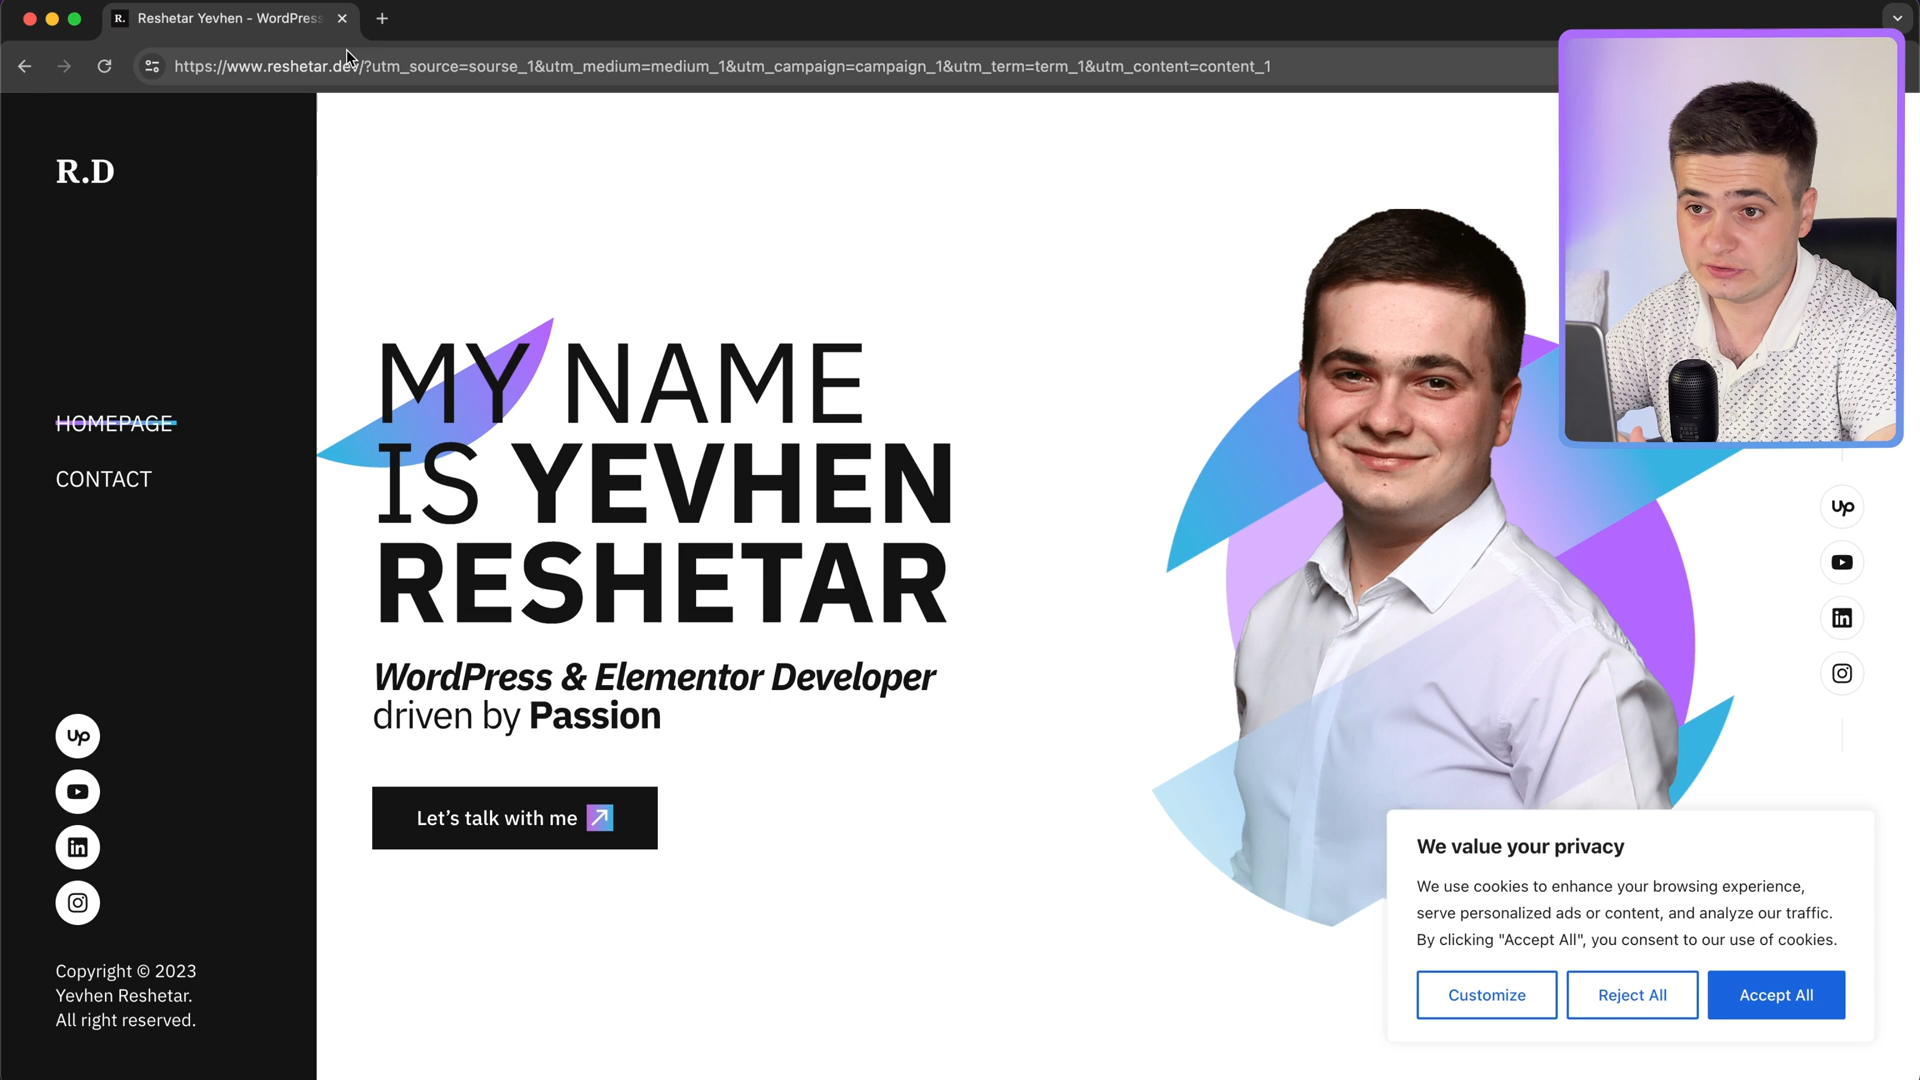 R. Reshetar Yevhen - WordPress
https://www.reshetar.dev/?utm_source=sourse_1&utm_medium=medium_1&utm_campaign=campaign_1&utm_term=term_1&utm_content=content_1
R.D
HOMEPAGE
CONTACT
Up
in
Copyright © 2023
Yevhen Reshetar.
All right reserved.
MY NAME
IS YEVHEN
RESHETAR
WordPress & Elementor Developer
driven by Passion
Let's talk with me
Up
in
We value your privacy
We use cookies to enhance your browsing experience,
serve personalized ads or content, and analyze our traffic.
By clicking "Accept All", you consent to our use of cookies.
Customize
Reject All
Accept All